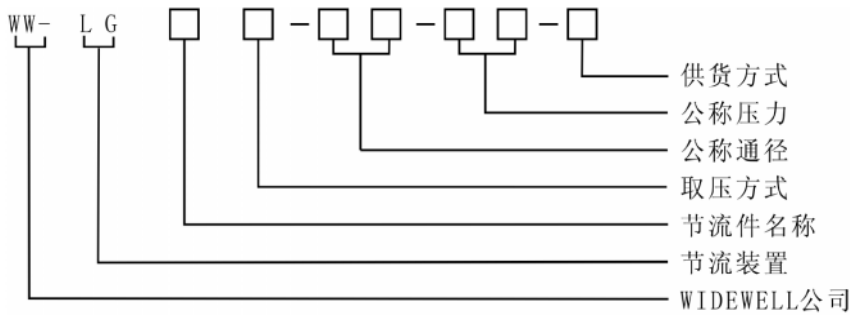 WW- LG□□-□□-□□-□
供货方式
公称压力
公称通径
取压方式
节流件名称
节流装置
WIDEWELL公司